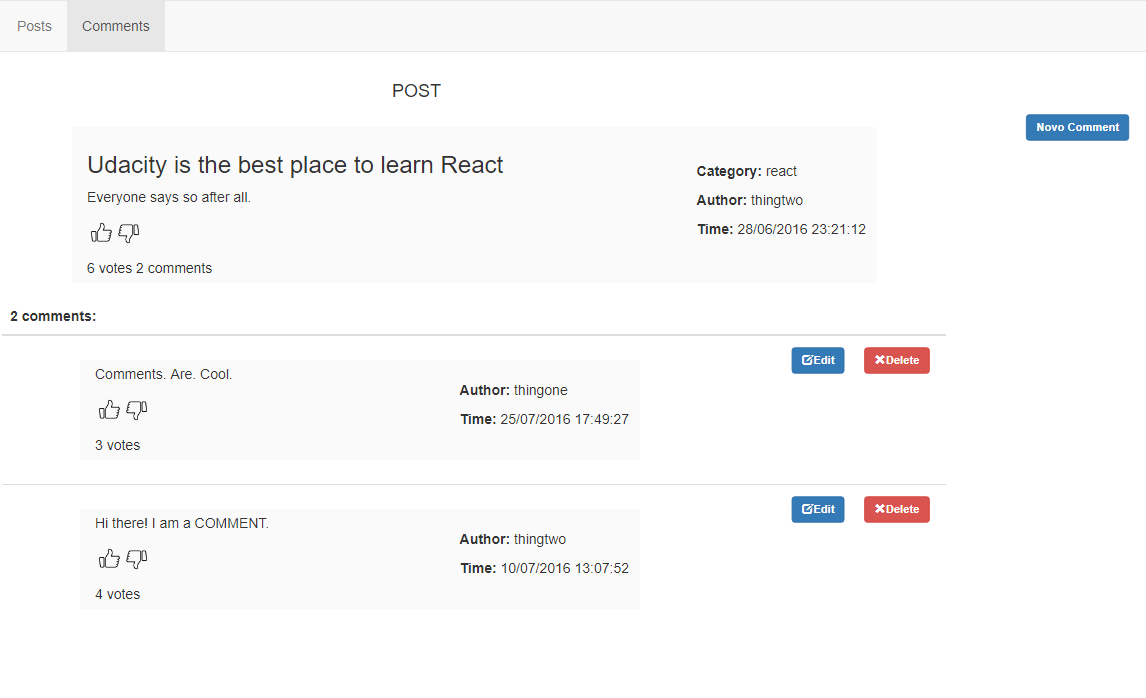 Posts Comments
POST
Novo Comment
Udacity is the best place to learn React
Everyone says so after all.
6 votes 2 comments
Category: react
Author: thingtwo
Time: 28/06/2016 23:21:12
2 comments:
Edit Delete
Comments. Are. Cool.
3 votes
Author: thingone
Time: 25/07/2016 17:49:27
Edit Delete
Hi there! I am a COMMENT.
4 votes
Author: thingtwo
Time: 10/07/2016 13:07:52